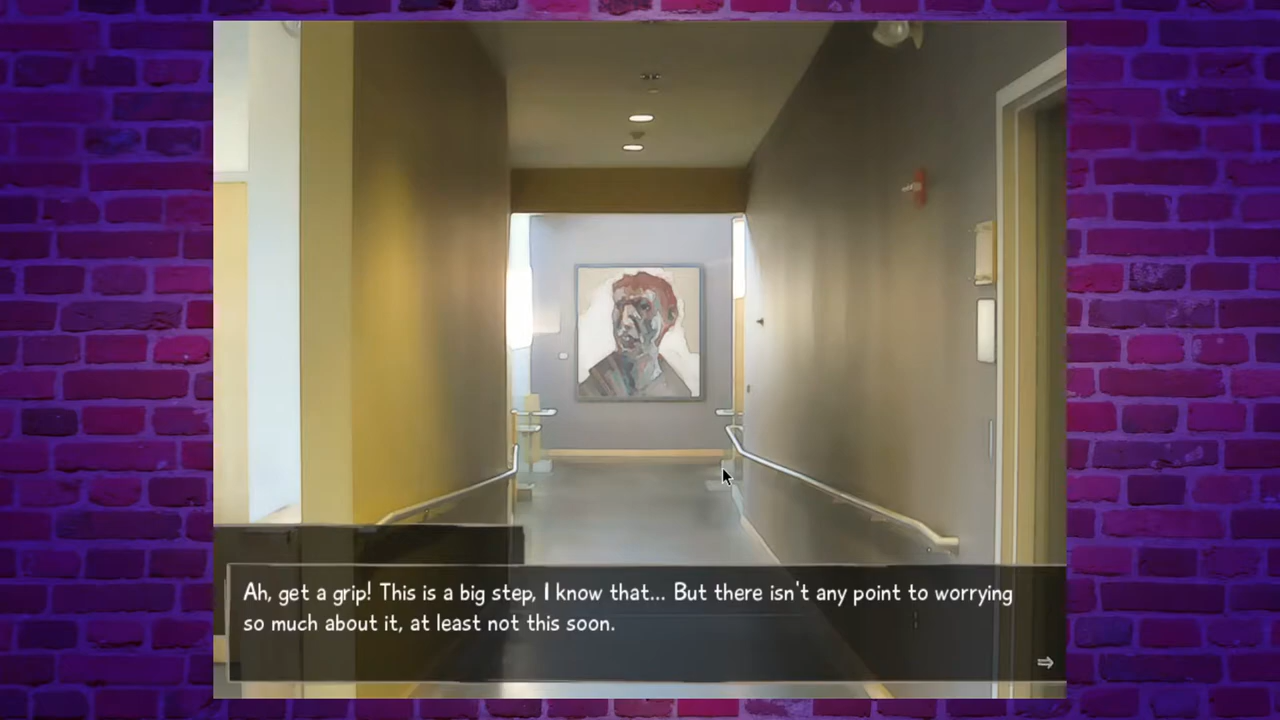 Ah, get a grip! This is a big step, I know that... But there isn't any point to worrying
so much about it, at least not this soon.